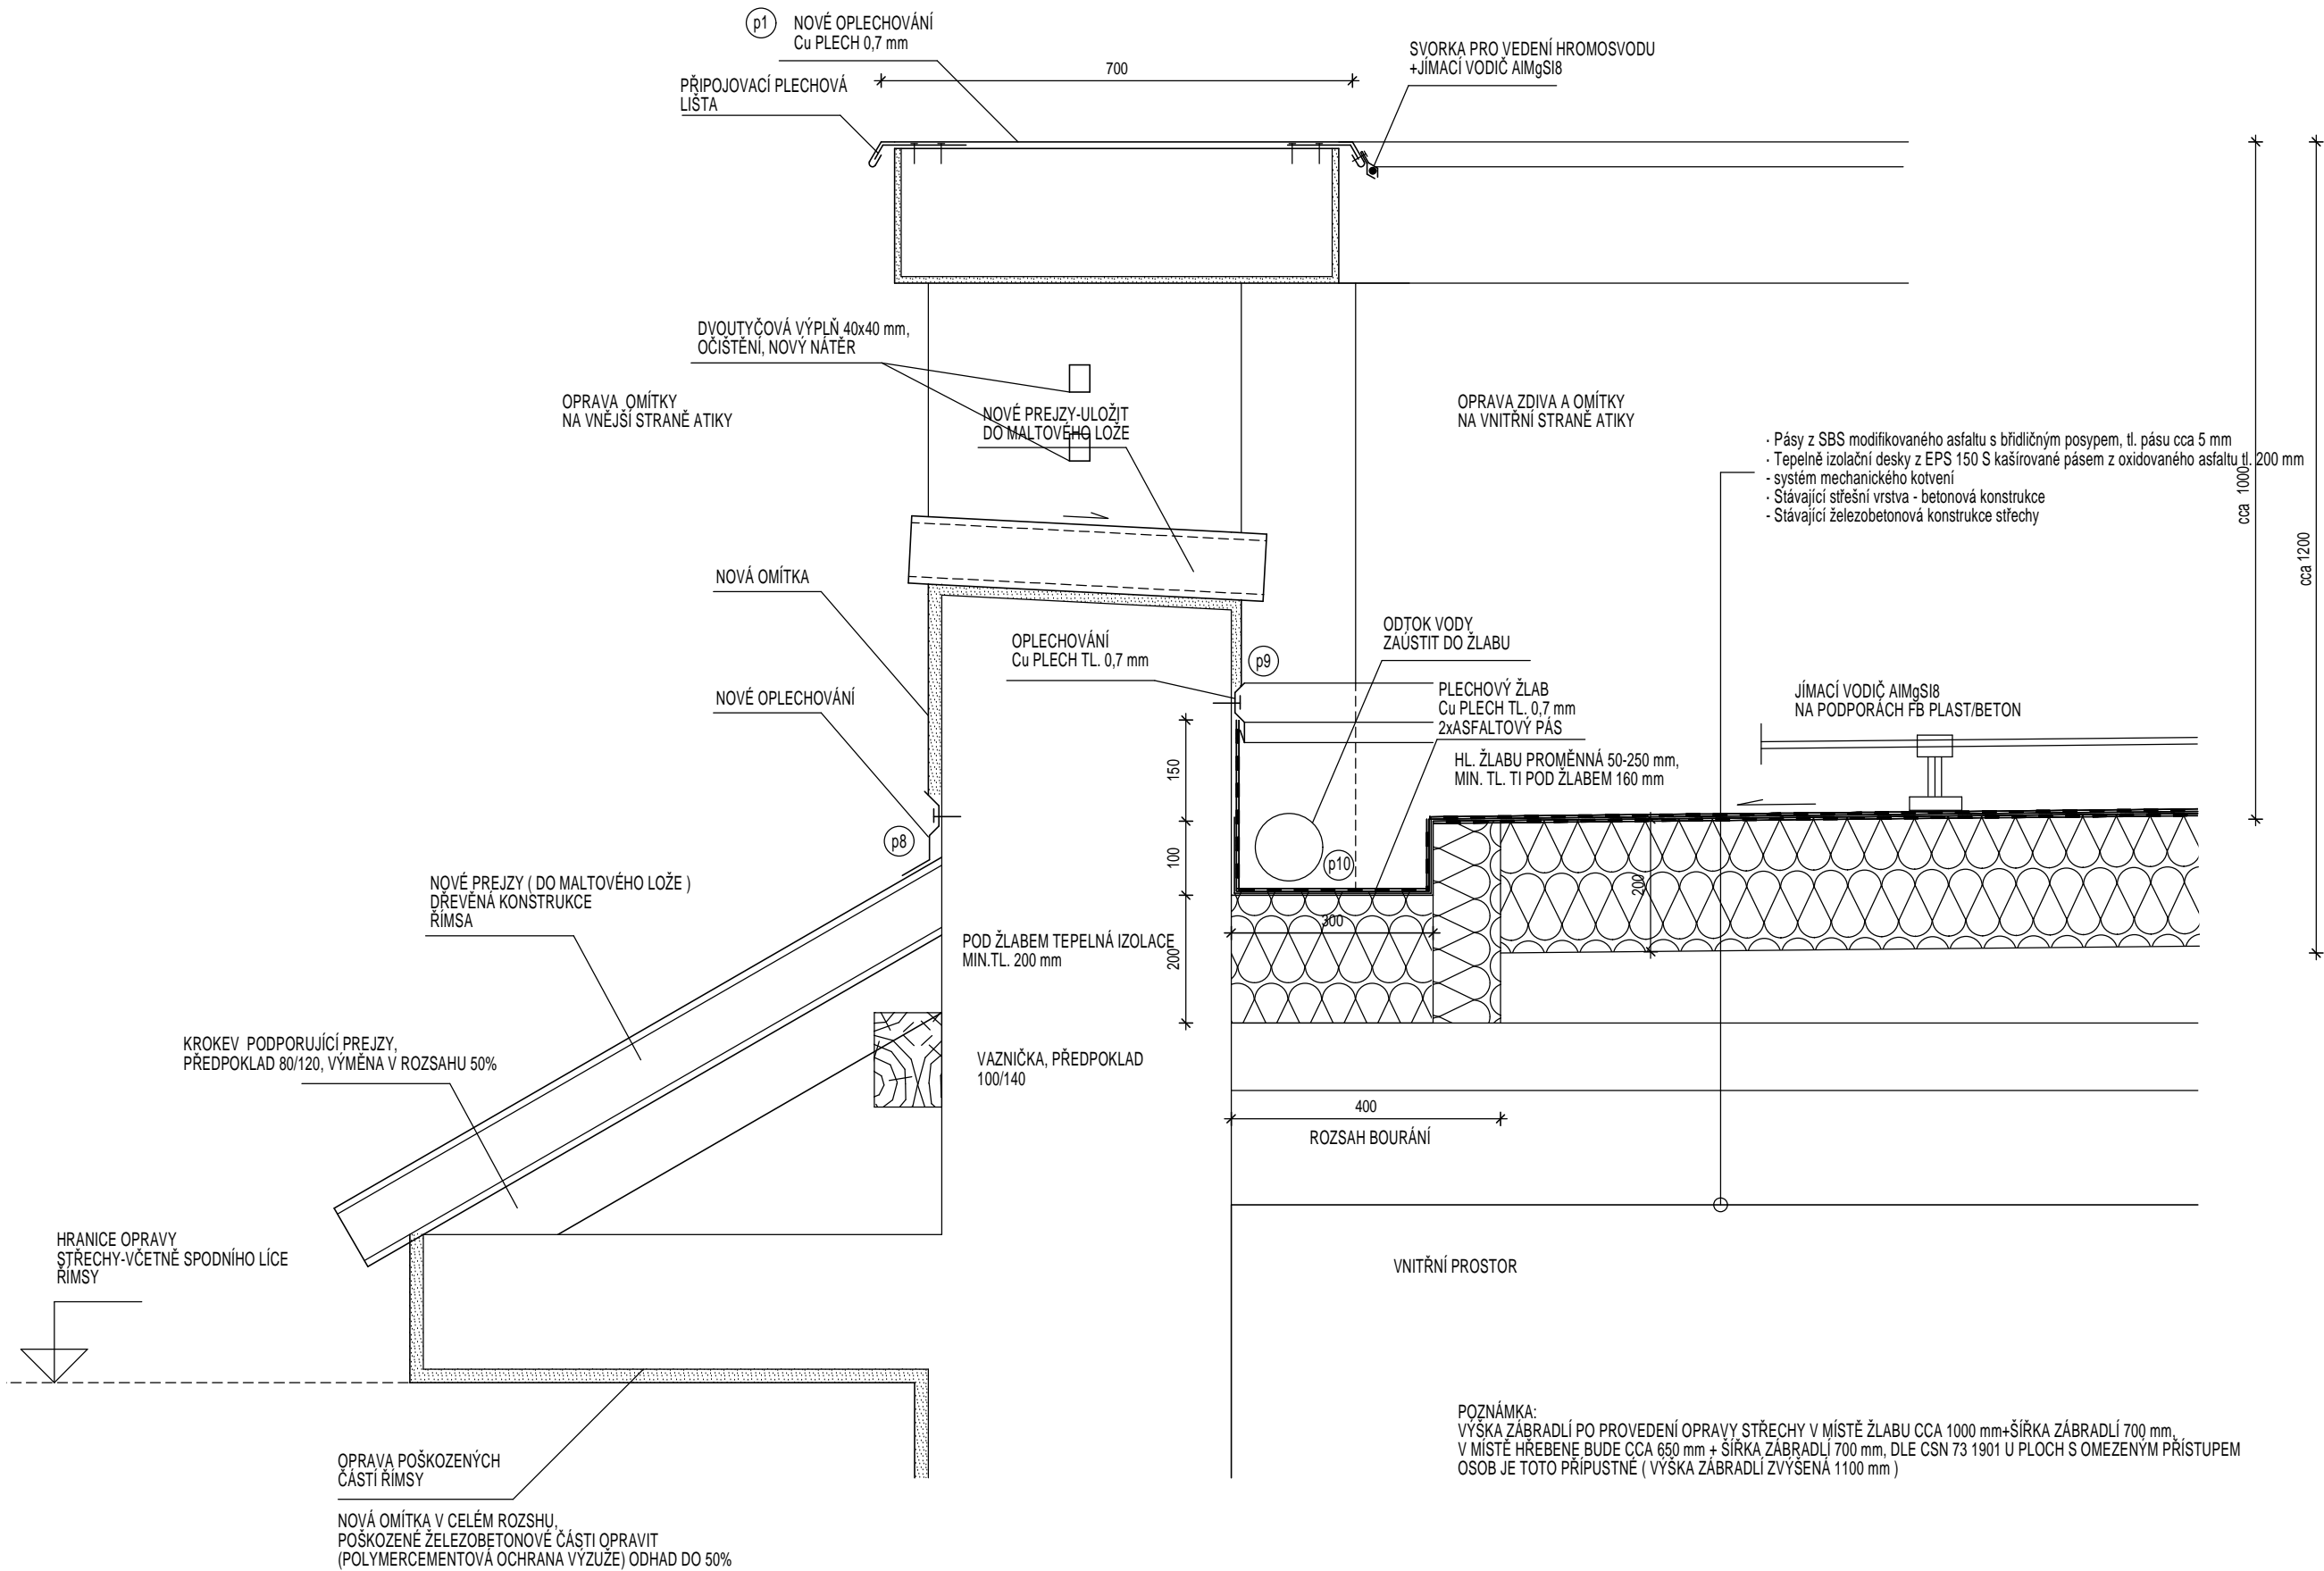 p1
NOVÉ OPLECHOVÁNÍ
Cu PLECH 0,7 mm
PŘIPOJOVACÍ PLECHOVÁ
LIŠTA
700
SVORKA PRO VEDENÍ HROMOSVODU
+JÍMACÍ VODIČ AlMgSI8
DVOUTYČOVÁ VÝPLŇ 40x40 mm,
OČIŠTĚNÍ, NOVÝ NÁTĚR
OPRAVA OMÍTKY
NA VNĚJŠÍ STRANĚ ATIKY
NOVÉ PREJZY-ULOŽIT
DO MALTOVÉHO LOŽE
OPRAVA ZDIVA A OMÍTKY
NA VNITŘNÍ STRANĚ ATIKY
· Pásy z SBS modifikovaného asfaltu s břidličným posypem, tl. pásu cca 5 mm
· Tepelně izolační desky z EPS 150 S kašírované pásem z oxidovaného asfaltu tl. 200 mm
- systém mechanického kotvení
· Stávající střešní vrstva - betonová konstrukce
- Stávající železobetonová konstrukce střechy
cca 1000
cca 1200
NOVÁ OMÍTKA
OPLECHOVÁNÍ
Cu PLECH TL. 0,7 mm
p9
ODTOK VODY
ZAÚSTIT DO ŽLABU
NOVÉ OPLECHOVÁNÍ
PLECHOVÝ ŽLAB
Cu PLECH TL. 0,7 mm
2xASFALTOVÝ PÁS
HL. ŽLABU PROMĚNNÁ 50-250 mm,
MIN. TL. TI POD ŽLABEM 160 mm
JÍMACÍ VODIČ AlMgSI8
NA PODPORÁCH FB PLAST/BETON
150
100
200
p8
p10
300
200
NOVÉ PREJZY ( DO MALTOVÉHO LOŽE )
DŘEVĚNÁ KONSTRUKCE
ŘÍMSA
POD ŽLABEM TEPELNÁ IZOLACE
MIN.TL. 200 mm
KROKEV PODPORUJÍCÍ PREJZY,
PŘEDPOKLAD 80/120, VÝMĚNA V ROZSAHU 50%
VAZNIČKA, PŘEDPOKLAD
100/140
400
ROZSAH BOURÁNÍ
HRANICE OPRAVY
STŘECHY-VČETNĚ SPODNÍHO LÍCE
ŘÍMSY
VNITŘNÍ PROSTOR
POZNÁMKA:
VÝŠKA ZÁBRADLÍ PO PROVEDENÍ OPRAVY STŘECHY V MÍSTĚ ŽLABU CCA 1000 mm+ŠÍŘKA ZÁBRADLÍ 700 mm,
V MÍSTĚ HŘEBENE BUDE CCA 650 mm + ŠÍŘKA ZÁBRADLÍ 700 mm, DLE CSN 73 1901 U PLOCH S OMEZENÝM PŘÍSTUPEM
OSOB JE TOTO PŘÍPUSTNÉ ( VÝŠKA ZÁBRADLÍ ZVÝŠENÁ 1100 mm )
OPRAVA POŠKOZENÝCH
ČÁSTÍ ŘÍMSY
NOVÁ OMÍTKA V CELÉM ROZSHU,
POŠKOZENÉ ŽELEZOBETONOVÉ ČÁSTI OPRAVIT
(POLYMERCEMENTOVÁ OCHRANA VÝZUŽE) ODHAD DO 50%